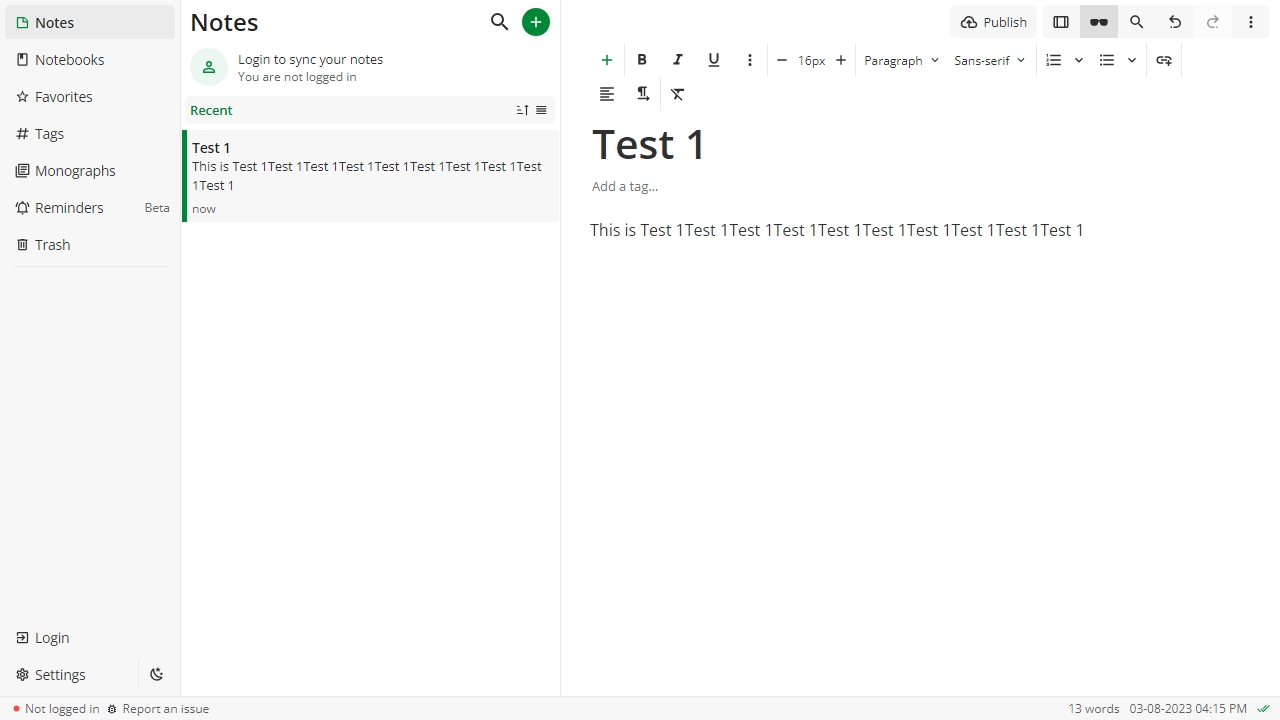 Notes
Notebooks
Favorites
Tags
Monographs
Reminders Beta
Trash
Login
Settings
Notes
Login to sync your notes
You are not logged in
Recent
Test 1
This is Test 1Test 1Test 1Test 1Test 1Test 1Test 1Test 1Test
1Test 1
now
Publish
B I U 16px Paragraph Sans-serif
Test 1
Add a tag...
This is Test 1Test 1Test 1Test 1Test 1Test 1Test 1Test 1Test 1Test 1
Not logged in Report an issue
13 words 03-08-2023 04:15 PM